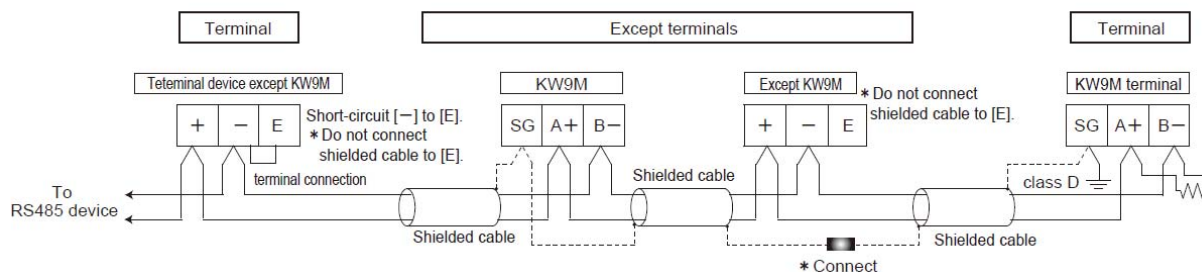 Terminal
Except terminals
Terminal
Teteminal device except KW9M
KW9M
Except KW9M
KW9M terminal
+ − E
Short-circuit [−] to [E].
* Do not connect
shielded cable to [E].
SG A+ B−
+ − E
* Do not connect
shielded cable to [E].
SG A+ B−
terminal connection
Shielded cable
class D
To
RS485 device
Shielded cable
Shielded cable
* Connect